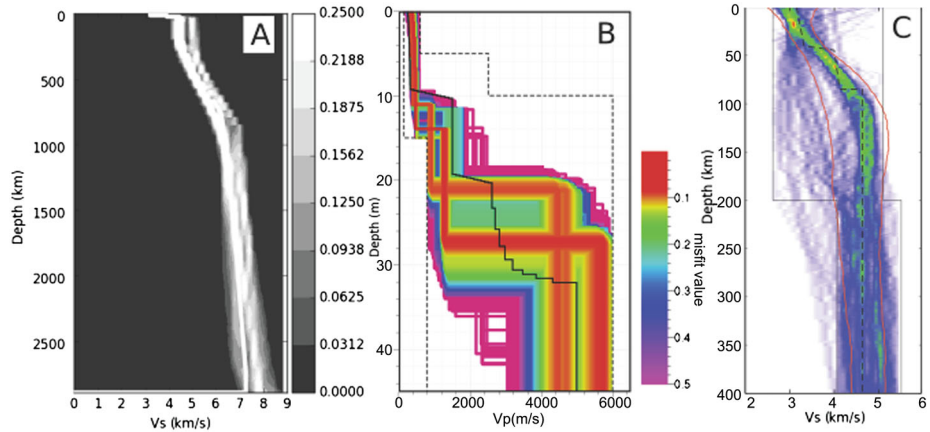 A
0
500
1000
1500
2000
2500
Depth (km)
0 1 2 3 4 5 6 7 8 9
Vs (km/s)
0.2500
0.2188
0.1875
0.1562
0.1250
0.0938
0.0625
0.0312
0.0000
B
0
10
20
30
40
Depth (m)
0 2000 4000 6000
Vp(m/s)
0.1
0.2
0.3
0.4
0.5
misfit value
C
0
50
100
150
200
250
300
350
400
Depth (km)
2 3 4 5 6
Vs (km/s)